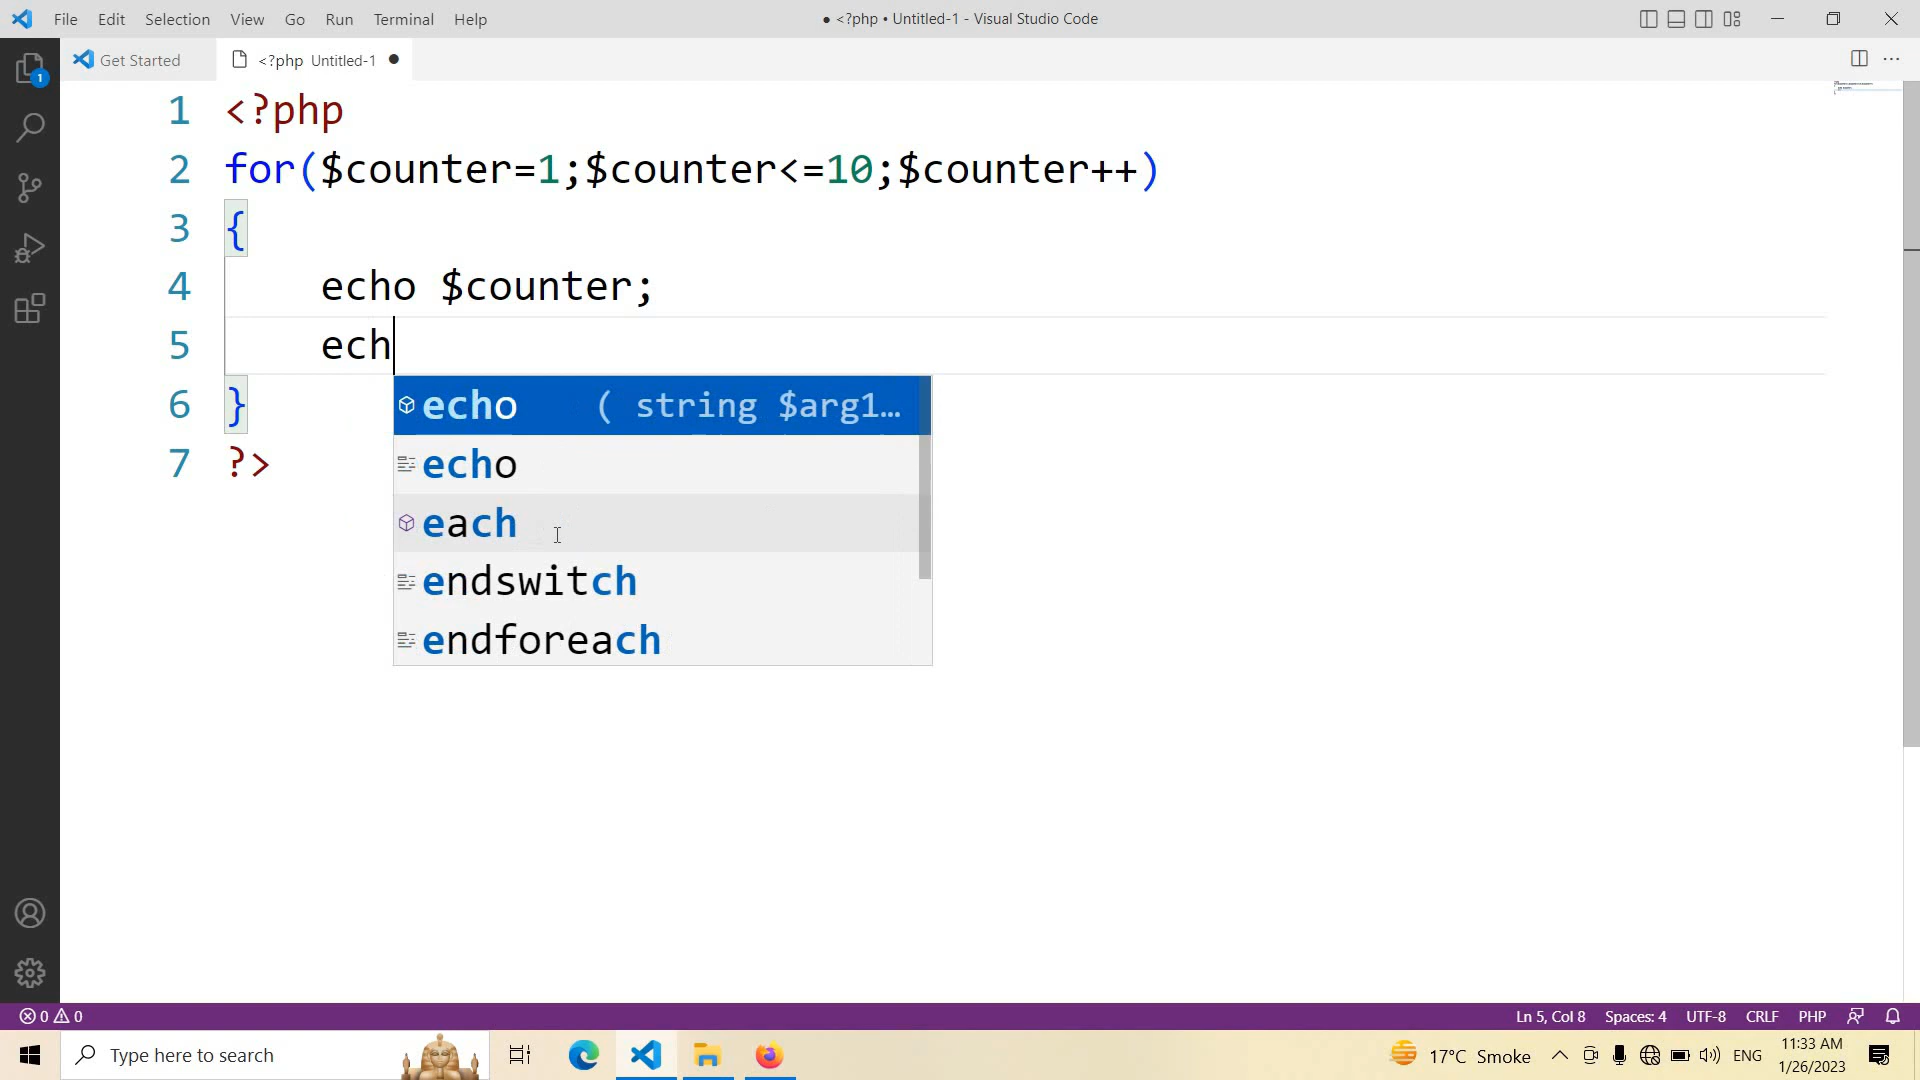 File Edit Selection View Go Run Terminal Help
● <?php • Untitled-1 - Visual Studio Code
Get Started
<?php Untitled-1 ●
1 <?php
2 for($counter=1;$counter<=10;$counter++)
3 {
4 echo $counter;
5 ech
6 }
7 ?>
echo ( string $arg1…
echo
each
endswitch
endforeach
1
0 0
Ln 5, Col 8 Spaces: 4 UTF-8 CRLF PHP
Type here to search
17°C Smoke
ENG
11:33 AM
1/26/2023